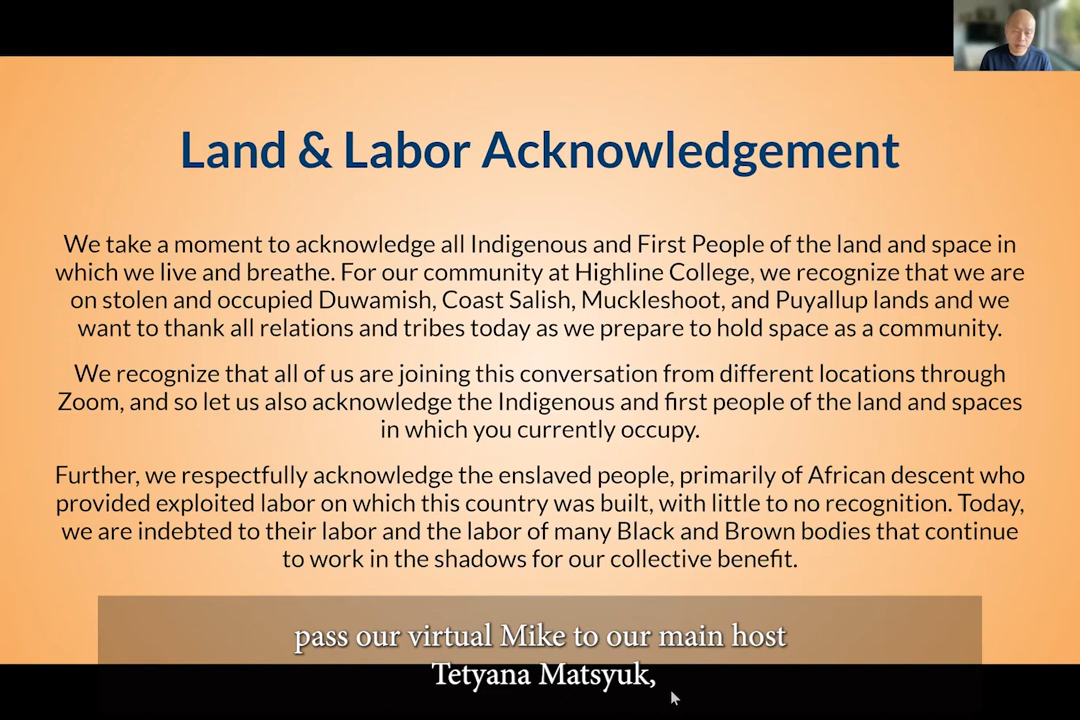 Land & Labor Acknowledgement
We take a moment to acknowledge all Indigenous and First People of the land and space in
which we live and breathe. For our community at Highline College, we recognize that we are
on stolen and occupied Duwamish, Coast Salish, Muckleshoot, and Puyallup lands and we
want to thank all relations and tribes today as we prepare to hold space as a community.
We recognize that all of us are joining this conversation from different locations through
Zoom, and so let us also acknowledge the Indigenous and first people of the land and spaces
in which you currently occupy.
Further, we respectfully acknowledge the enslaved people, primarily of African descent who
provided exploited labor on which this country was built, with little to no recognition. Today,
we are indebted to their labor and the labor of many Black and Brown bodies that continue
to work in the shadows for our collective benefit.
pass our virtual Mike to our main host
Tetyana Matsyuk,